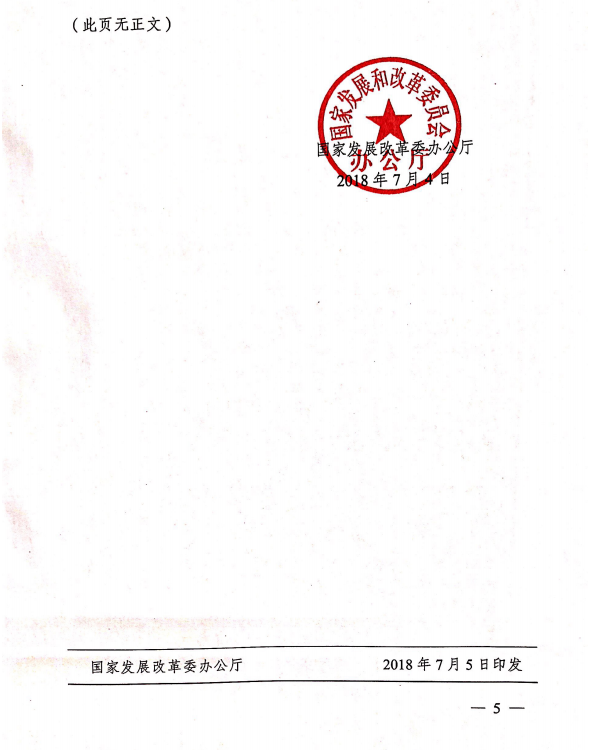 （此页无正文）
国家发展和改革委员会
办公厅
国家发展改革委办公厅
2018年7月4日
国家发展改革委办公厅 2018年7月5日印发
— 5 —